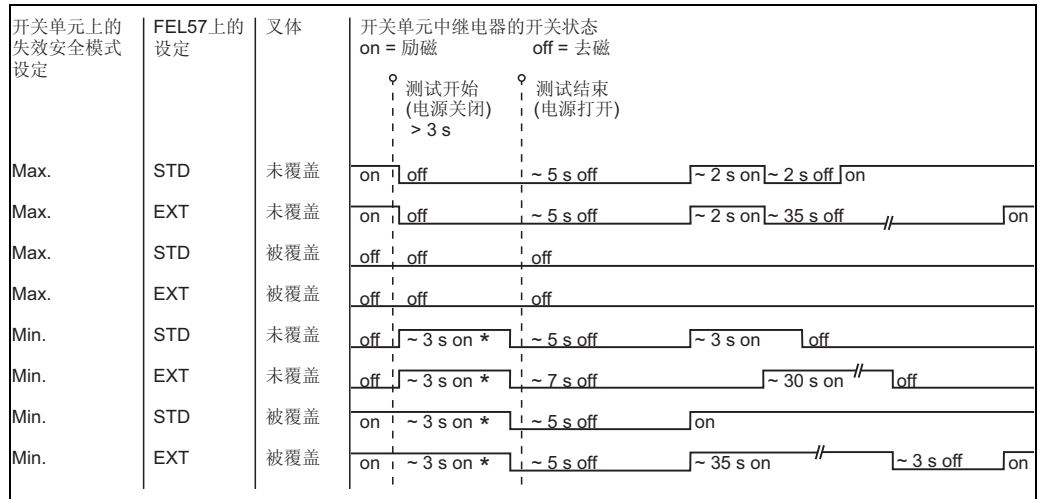 开关单元上的 FEL57上的 叉体 开关单元中继电器的开关状态
失效安全模式 设定 on = 励磁 off = 去磁
设定
测试开始 测试结束
(电源关闭) (电源打开)
> 3 s
Max. STD 未覆盖 on off ~ 5 s off ~ 2 s on ~ 2 s off on
Max. EXT 未覆盖 on off ~ 5 s off ~ 2 s on ~ 35 s off on
Max. STD 被覆盖 off off off
Max. EXT 被覆盖 off off off
Min. STD 未覆盖 off ~ 3 s on * ~ 5 s off ~ 3 s on off
Min. EXT 未覆盖 off ~ 3 s on * ~ 7 s off ~ 30 s on off
Min. STD 被覆盖 on ~ 3 s on * ~ 5 s off on
Min. EXT 被覆盖 on ~ 3 s on * ~ 5 s off ~ 35 s on ~ 3 s off on